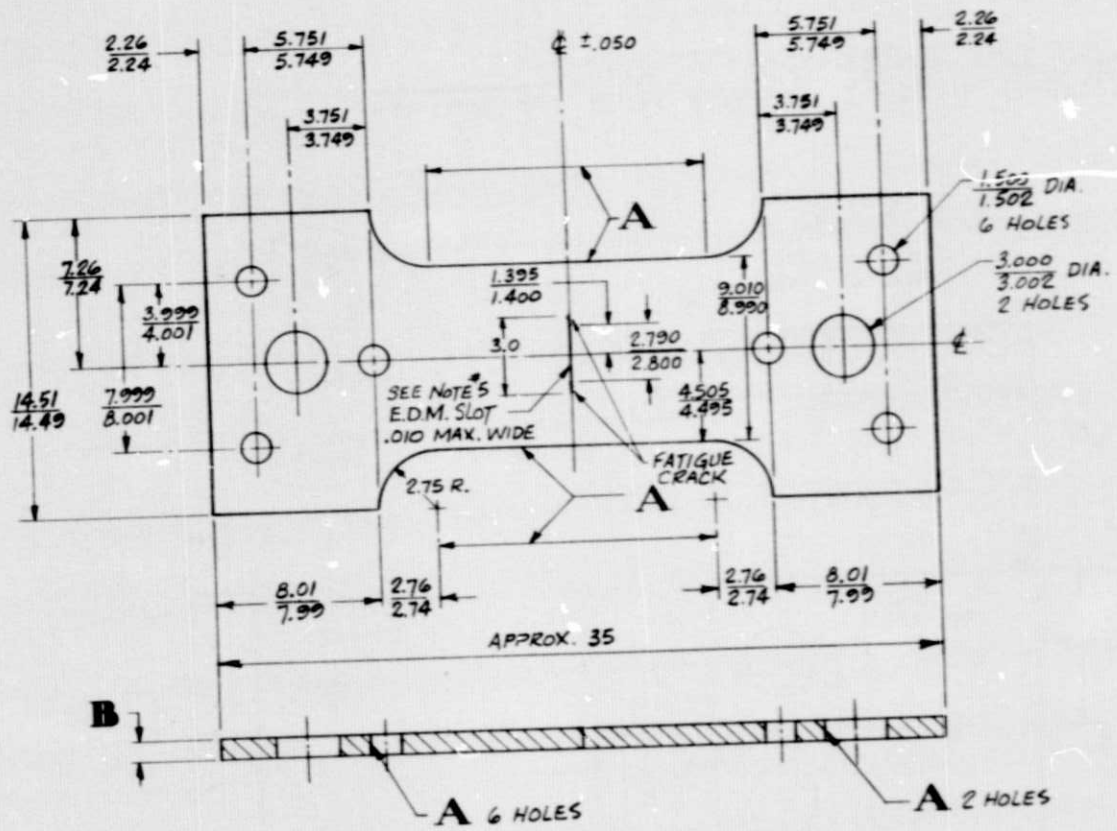 2.26
2.24
5.751
5.749
℄ ±.050
5.751
5.749
2.26
2.24
3.751
3.749
3.751
3.749
1.502 DIA.
6 HOLES
A
7.26
7.24
3.999
4.001
1.395
1.400
9.010
8.990
3.000
3.002 DIA.
2 HOLES
3.0
2.790
2.800
℄
14.51
14.49
7.999
8.001
SEE NOTE #5
E.D.M. SLOT
.010 MAX. WIDE
4.505
4.495
FATIGUE
CRACK
2.75 R.
A
8.01
7.99
2.76
2.74
2.76
2.74
8.01
7.99
APPROX. 35
B
A 6 HOLES
A 2 HOLES